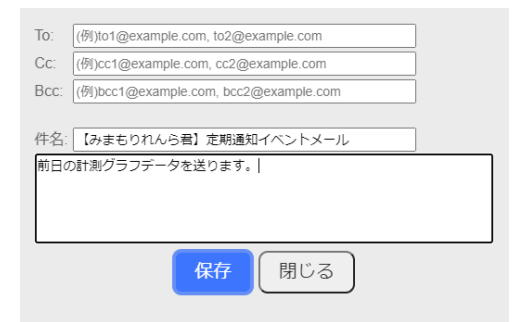 To: (例)to1@example.com, to2@example.com
Cc: (例)cc1@example.com, cc2@example.com
Bcc: (例)bcc1@example.com, bcc2@example.com
件名: 【みまもりれんら君】定期通知イベントメール
前日の計測グラフデータを送ります。
保存 閉じる